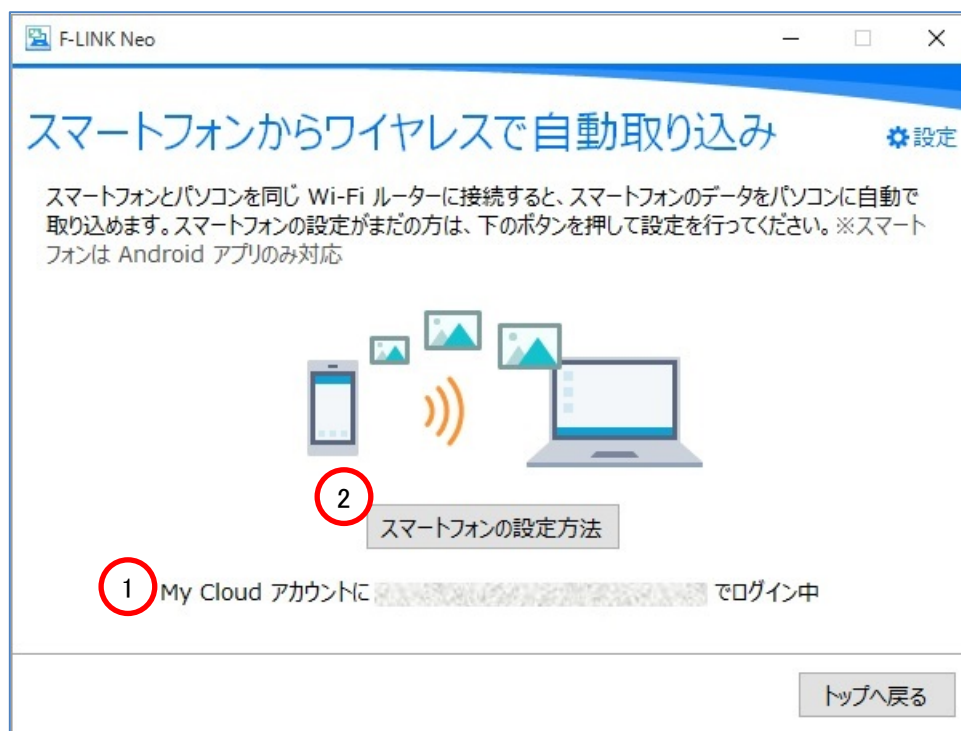 F-LINK Neo
スマートフォンからワイヤレスで自動取り込み
設定
スマートフォンとパソコンを同じ Wi-Fi ルーターに接続すると、スマートフォンのデータをパソコンに自動で
取り込めます。スマートフォンの設定がまだの方は、下のボタンを押して設定を行ってください。※スマート
フォンは Android アプリのみ対応
2
スマートフォンの設定方法
1
My Cloud アカウントに でログイン中
トップへ戻る